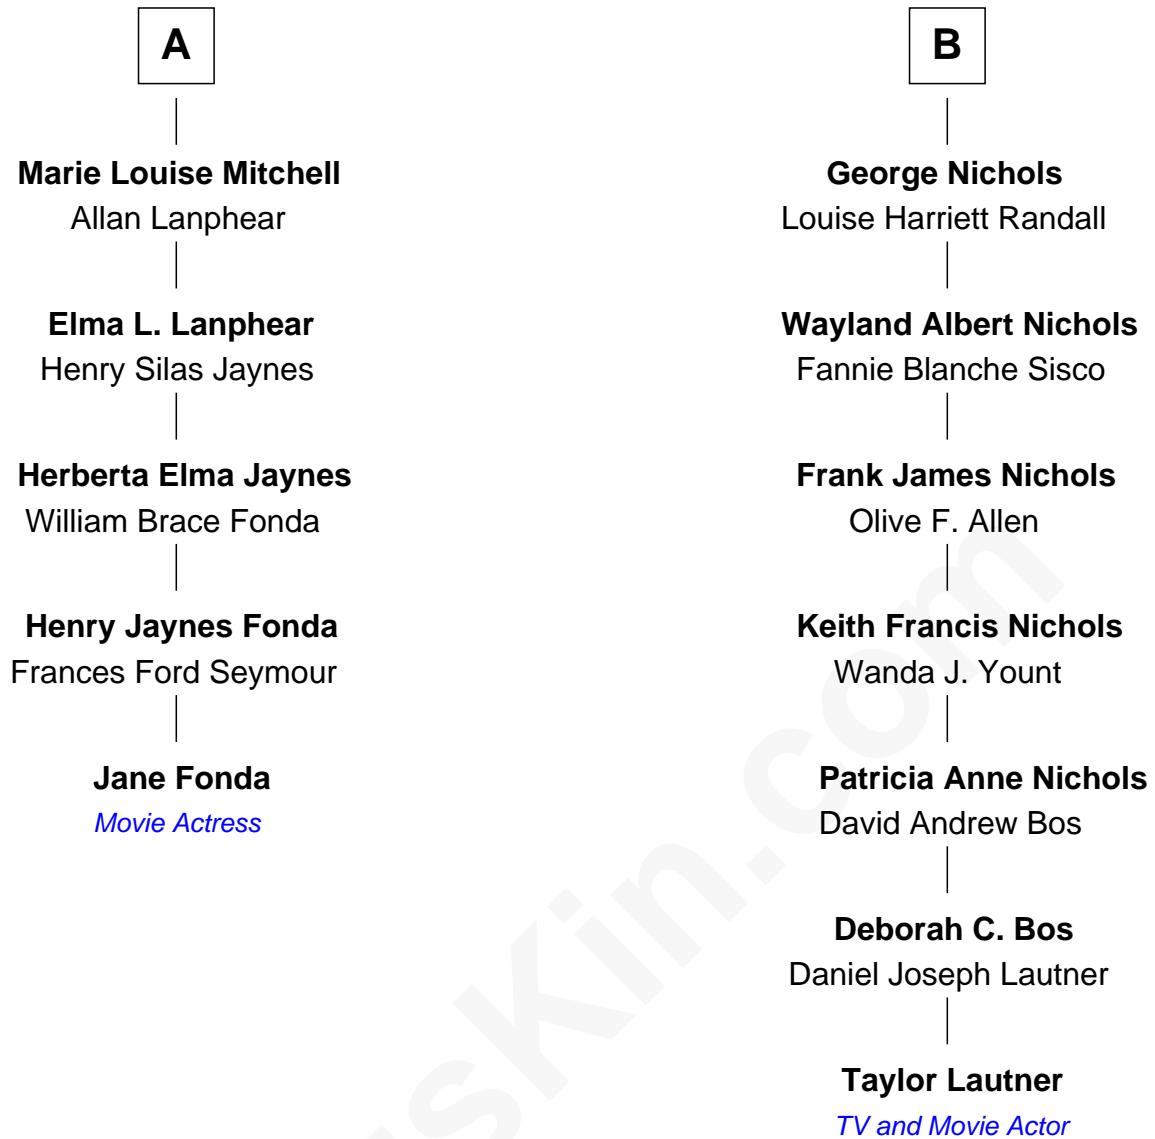 A
Marie Louise Mitchell
Allan Lanphear
Elma L. Lanphear
Henry Silas Jaynes
Herberta Elma Jaynes
William Brace Fonda
Henry Jaynes Fonda
Frances Ford Seymour
Jane Fonda
Movie Actress
B
George Nichols
Louise Harriett Randall
Wayland Albert Nichols
Fannie Blanche Sisco
Frank James Nichols
Olive F. Allen
Keith Francis Nichols
Wanda J. Yount
Patricia Anne Nichols
David Andrew Bos
Deborah C. Bos
Daniel Joseph Lautner
Taylor Lautner
TV and Movie Actor
usKin.com